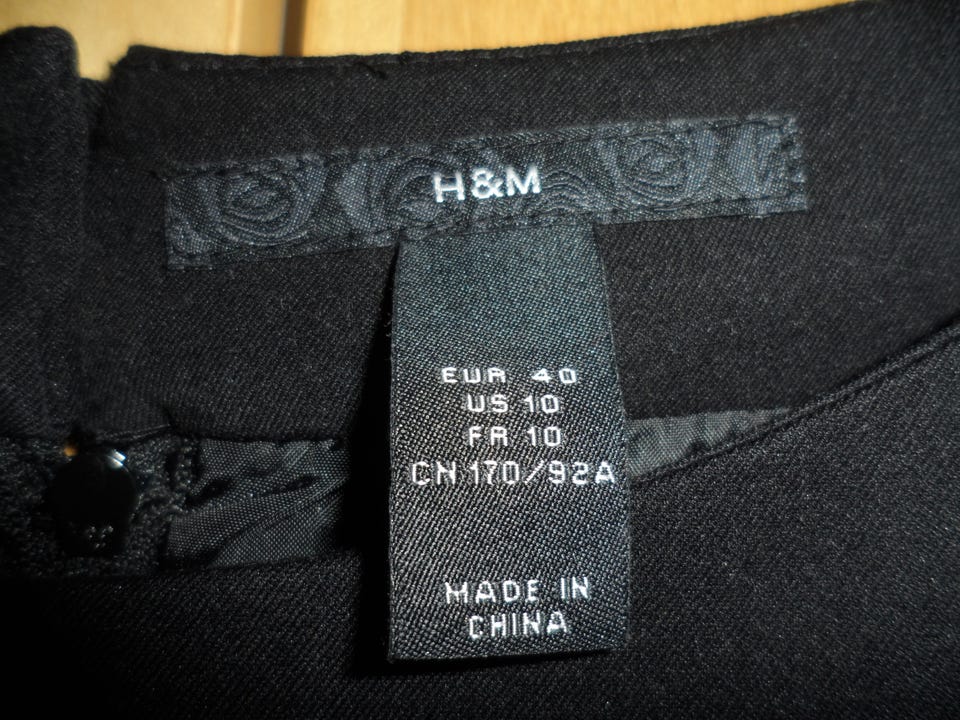 H&M
EUR 40
US 10
FR 10
CN 170/92A
MADE IN
CHINA